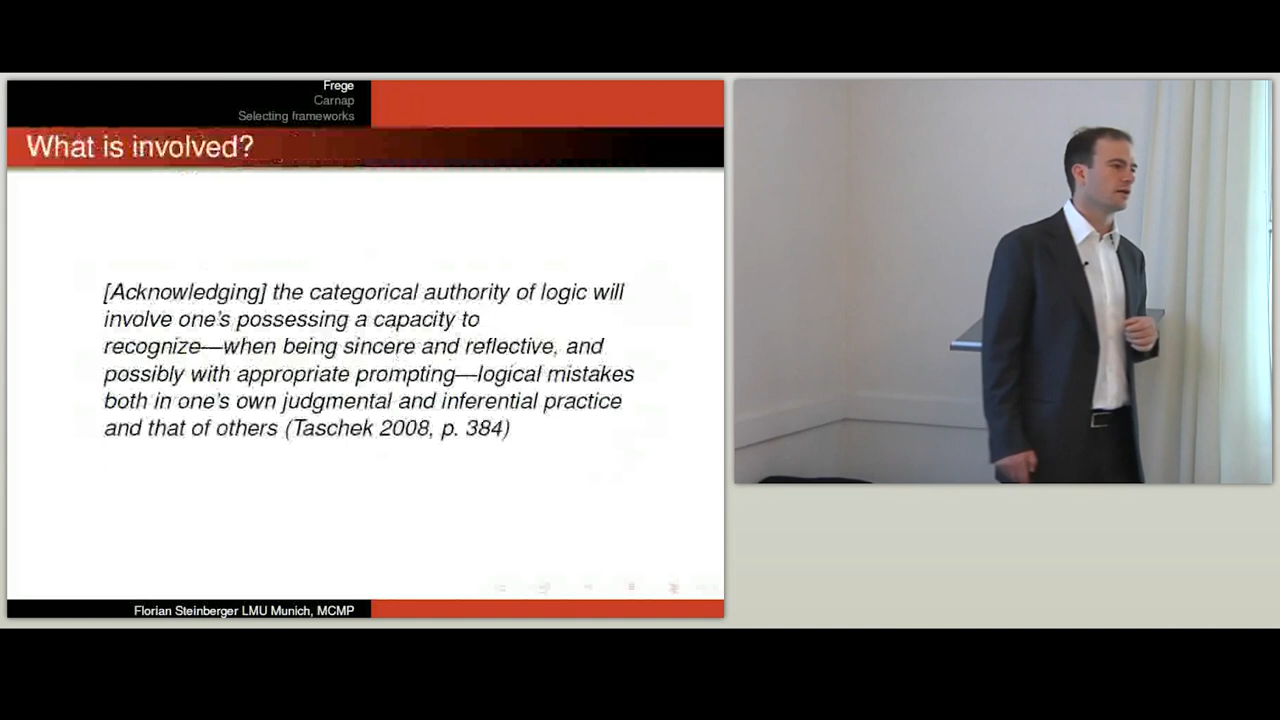 Frege
Carnap
Selecting frameworks
What is involved?
[Acknowledging] the categorical authority of logic will
involve one's possessing a capacity to
recognize—when being sincere and reflective, and
possibly with appropriate prompting—logical mistakes
both in one's own judgmental and inferential practice
and that of others (Taschek 2008, p. 384)
Florian Steinberger LMU Munich, MCMP